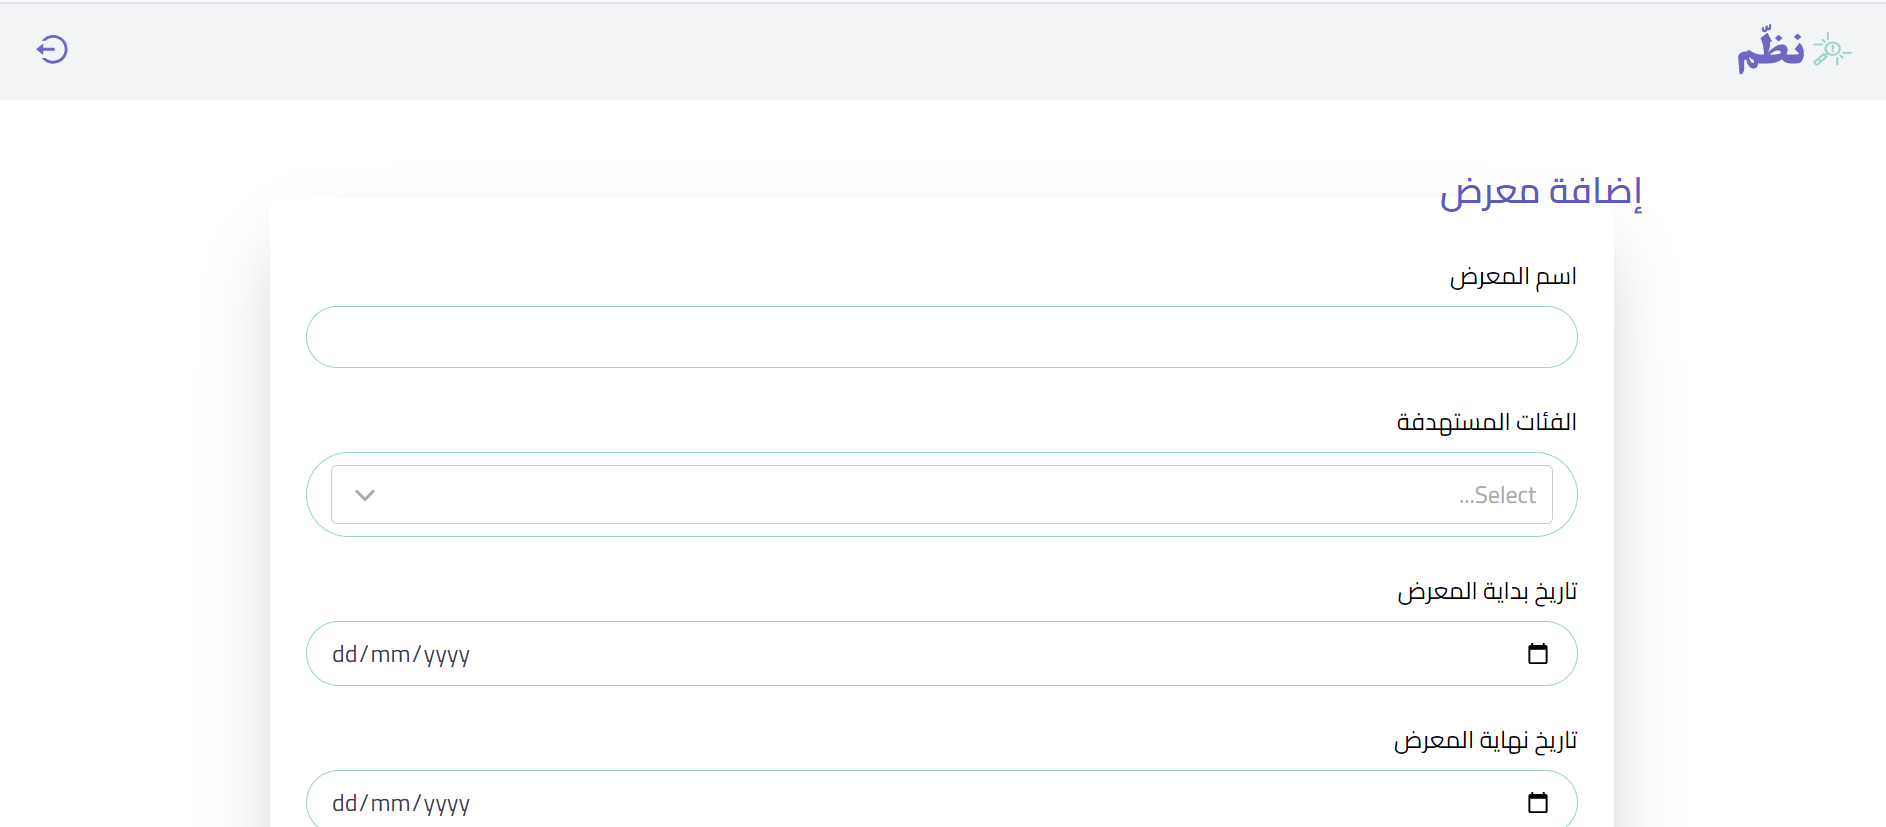 نظّم
إضافة معرض
اسم المعرض
الفئات المستهدفة
Select...
تاريخ بداية المعرض
dd/mm/yyyy
تاريخ نهاية المعرض
dd/mm/yyyy